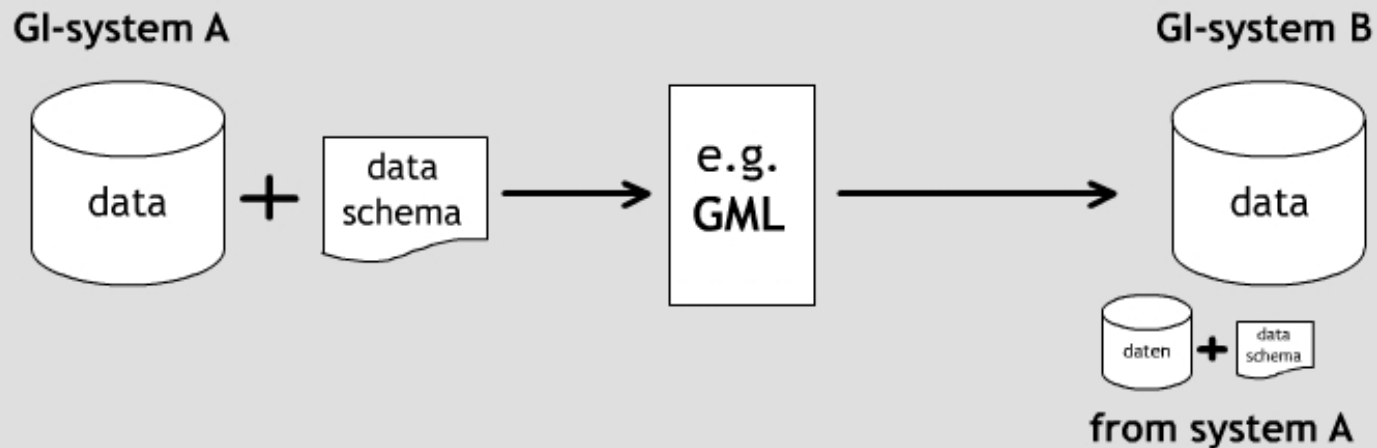 GI-system A
GI-system B
data
data
schema
e.g.
GML
data
daten
data
schema
from system A